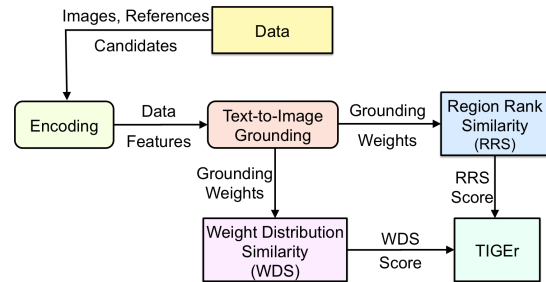 Images, References
Candidates
Data
Encoding
Data
Features
Text-to-Image
Grounding
Grounding
Weights
Region Rank
Similarity
(RRS)
Grounding
Weights
RRS
Score
Weight Distribution
Similarity
(WDS)
WDS
Score
TIGEr